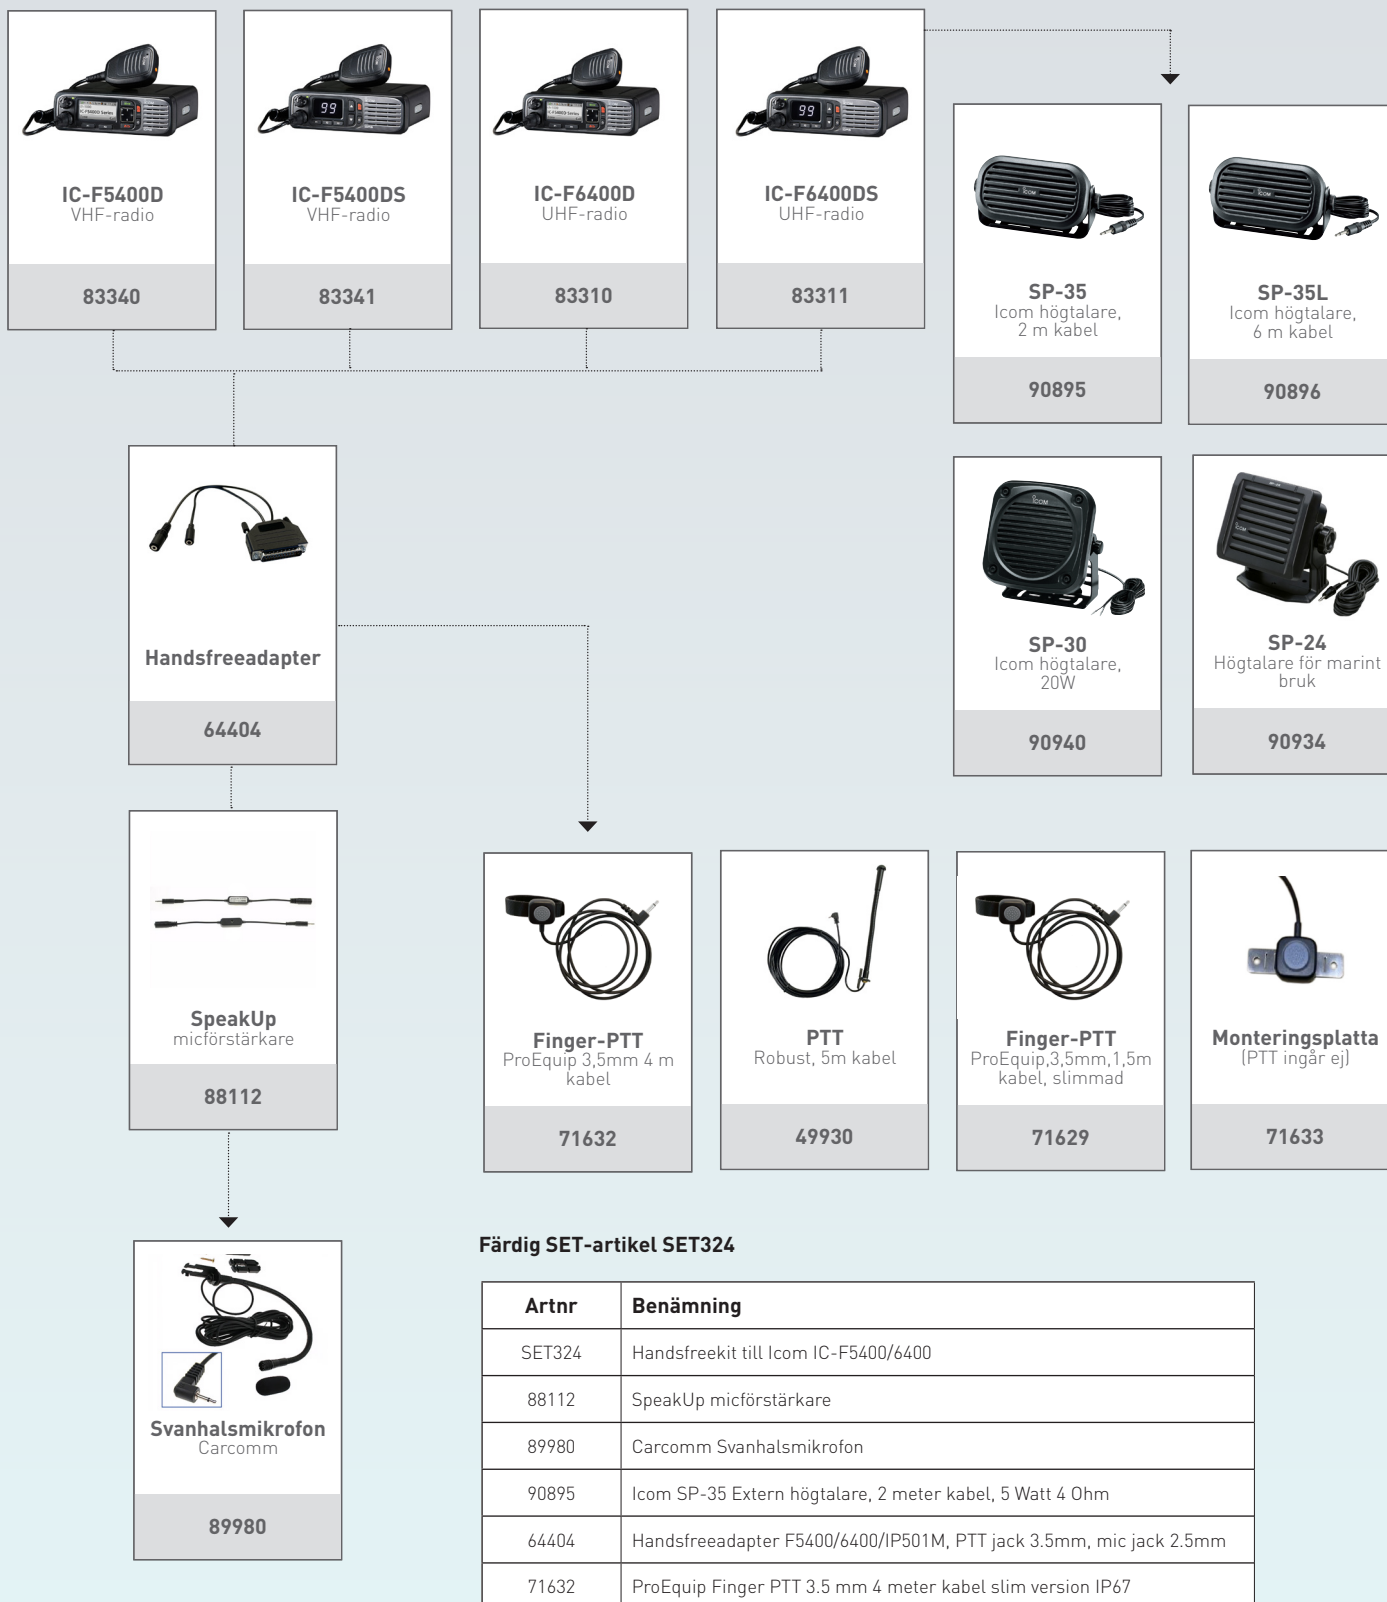 IC-F5400D
VHF-radio
83340
IC-F5400DS
VHF-radio
83341
IC-F6400D
UHF-radio
83310
IC-F6400DS
UHF-radio
83311
SP-35
Icom högtalare,
2 m kabel
90895
SP-35L
Icom högtalare,
6 m kabel
90896
Handsfreeadapter
64404
SP-30
Icom högtalare,
20W
90940
SP-24
Högtalare för marint
bruk
90934
SpeakUp
micförstärkare
88112
Finger-PTT
ProEquip 3,5mm 4 m
kabel
71632
PTT
Robust, 5m kabel
49930
Finger-PTT
ProEquip,3,5mm,1,5m
kabel, slimmad
71629
Monteringsplatta
(PTT ingår ej)
71633
Svanhalsmikrofon
Carcomm
89980
Färdig SET-artikel SET324
Artnr Benämning
SET324 Handsfreekit till Icom IC-F5400/6400
88112 SpeakUp micförstärkare
89980 Carcomm Svanhalsmikrofon
90895 Icom SP-35 Extern högtalare, 2 meter kabel, 5 Watt 4 Ohm
64404 Handsfreeadapter F5400/6400/IP501M, PTT jack 3.5mm, mic jack 2.5mm
71632 ProEquip Finger PTT 3.5 mm 4 meter kabel slim version IP67